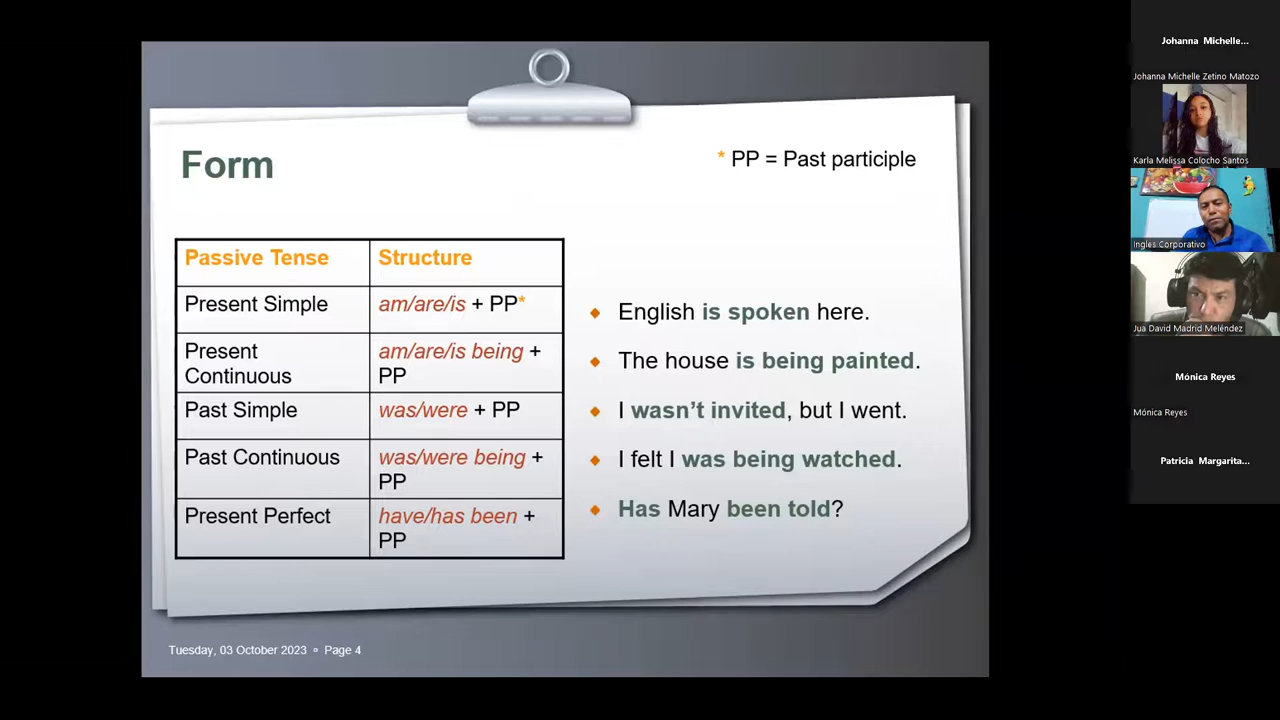 Form
* PP = Past participle
Passive Tense
Structure
Present Simple
am/are/is + PP*
Present
Continuous
am/are/is being +
PP
Past Simple
was/were + PP
Past Continuous
was/were being +
PP
Present Perfect
have/has been +
PP
English is spoken here.
The house is being painted.
I wasn't invited, but I went.
I felt I was being watched.
Has Mary been told?
Tuesday, 03 October 2023 ▫ Page 4
Johanna Michelle...
Johanna Michelle Zetino Matozo
Karla Melissa Colocho Santos
Ingles Corporativo
Jua David Madrid Meléndez
Mónica Reyes
Mónica Reyes
Patricia Margarita...